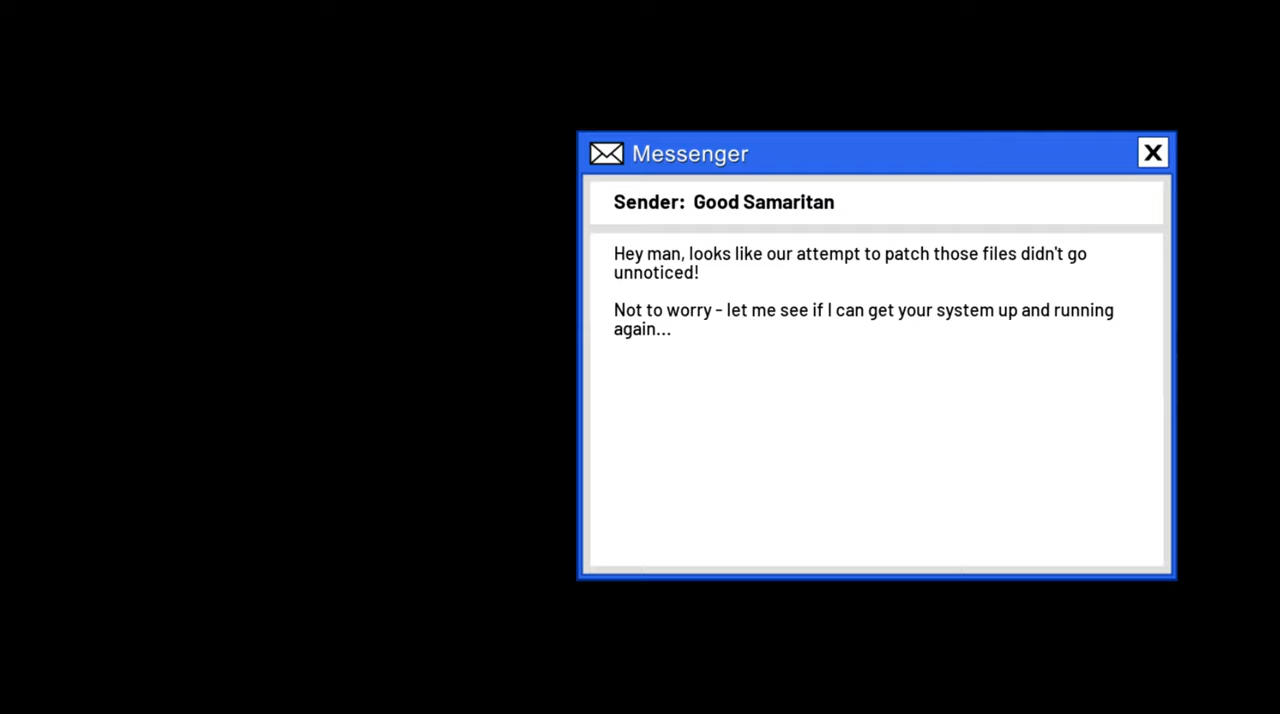 Messenger
X
Sender: Good Samaritan
Hey man, looks like our attempt to patch those files didn't go
unnoticed!
Not to worry - let me see if I can get your system up and running
again...